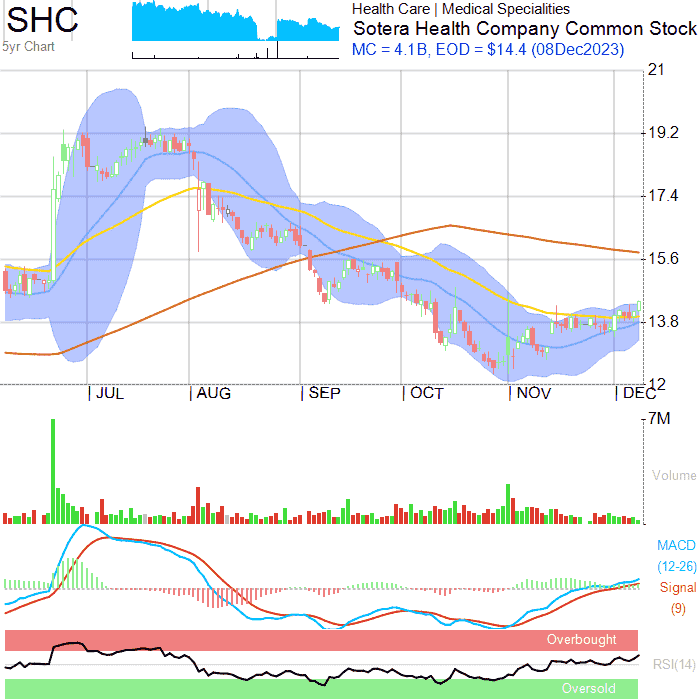 SHC
5yr Chart
Health Care | Medical Specialities
Sotera Health Company Common Stock
MC = 4.1B, EOD = $14.4 (08Dec2023)
21
19.2
17.4
15.6
13.8
12
JUL
AUG
SEP
OCT
NOV
DEC
7M
Volume
MACD
(12-26)
Signal
(9)
Overbought
RSI(14)
Oversold